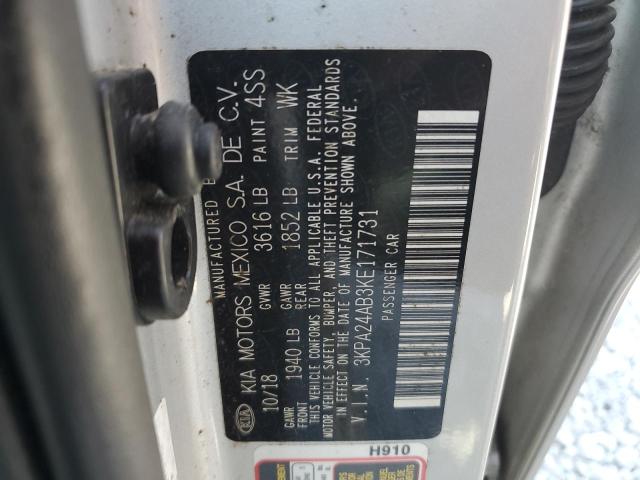 MANUFACTURED B
KIA KIA MOTORS MEXICO S.A. DE C.V.
10/18 GVWR 3616 LB PAINT 4SS
GAWR FRONT 1940 LB GAWR REAR 1852 LB TRIM WK
THIS VEHICLE CONFORMS TO ALL APPLICABLE U.S.A. FEDERAL
MOTOR VEHICLE SAFETY, BUMPER, AND THEFT PREVENTION STANDARDS
IN EFFECT ON THE DATE OF MANUFACTURE SHOWN ABOVE.
V.I.N. 3KPA24AB3KE171731
PASSENGER CAR
H910